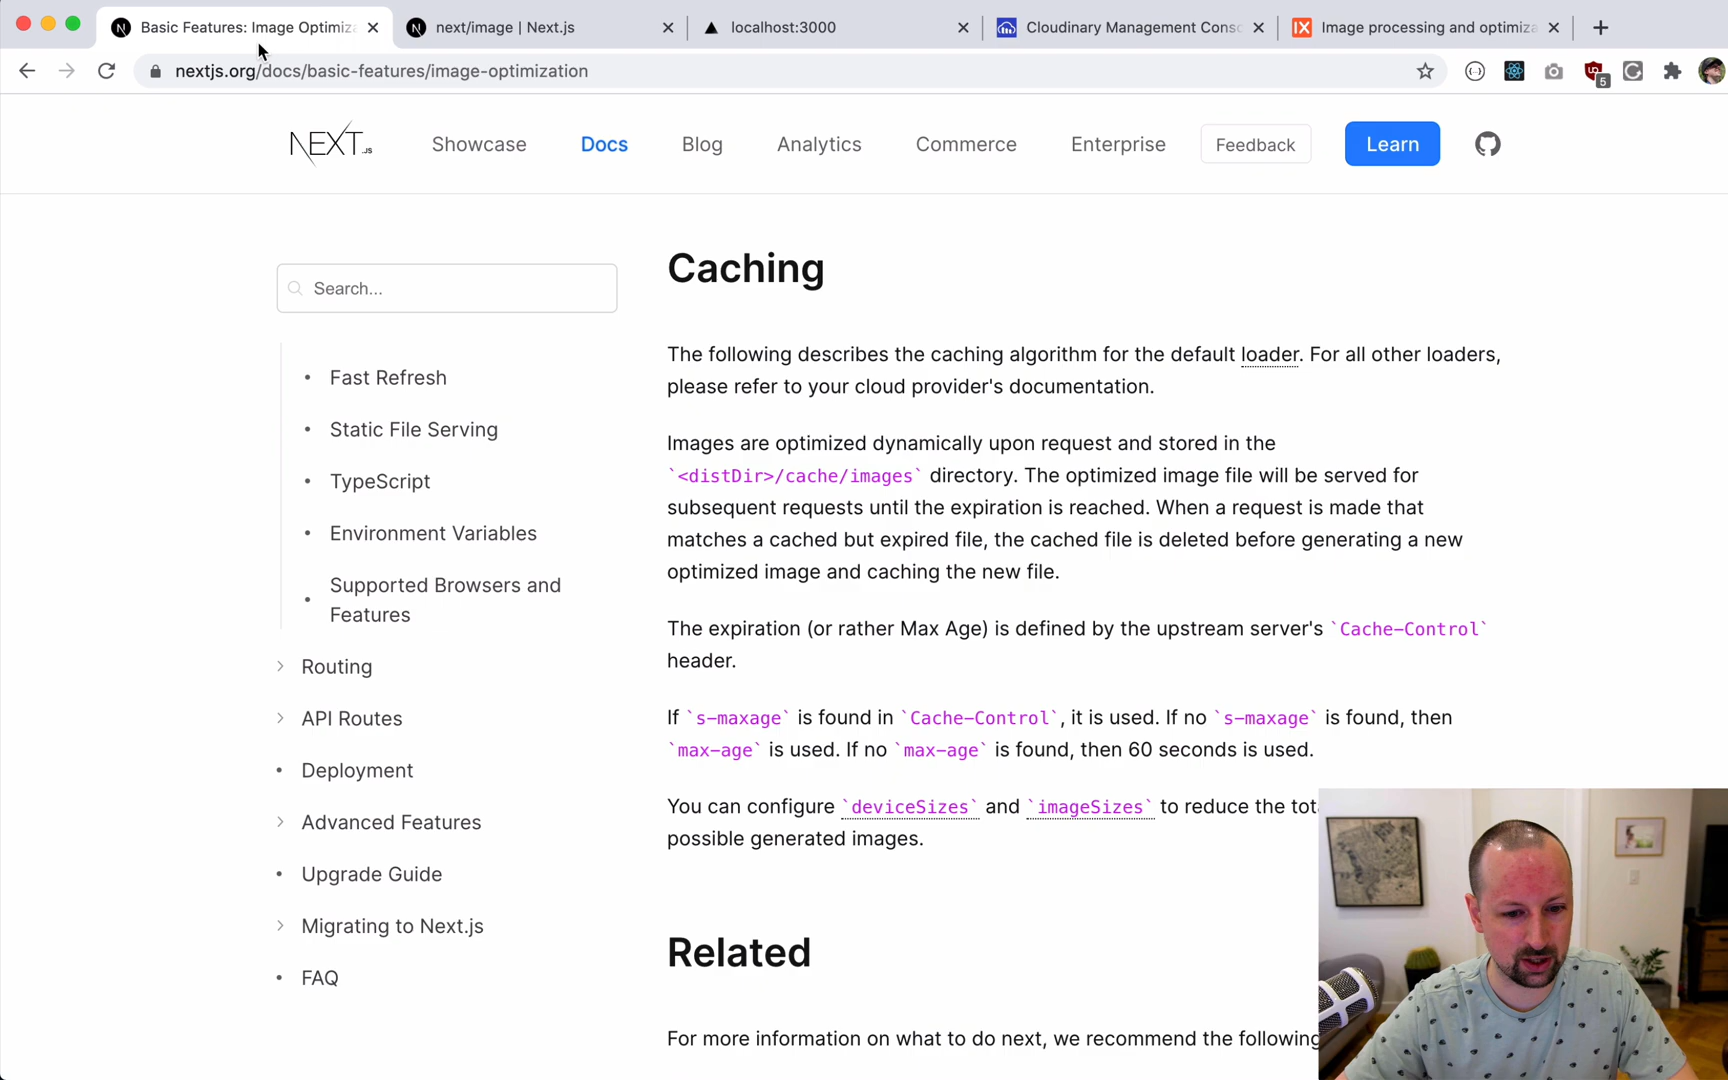 Basic Features: Image Optimiza
next/image | Next.js
localhost:3000
Cloudinary Management Consc
Image processing and optimiza
nextjs.org/docs/basic-features/image-optimization
5
NEXT.JS
Showcase
Docs
Blog
Analytics
Commerce
Enterprise
Feedback
Learn
Search...
Fast Refresh
Static File Serving
TypeScript
Environment Variables
Supported Browsers and
Features
Routing
API Routes
Deployment
Advanced Features
Upgrade Guide
Migrating to Next.js
FAQ
Caching
The following describes the caching algorithm for the default loader. For all other loaders,
please refer to your cloud provider's documentation.
Images are optimized dynamically upon request and stored in the
`<distDir>/cache/images` directory. The optimized image file will be served for
subsequent requests until the expiration is reached. When a request is made that
matches a cached but expired file, the cached file is deleted before generating a new
optimized image and caching the new file.
The expiration (or rather Max Age) is defined by the upstream server's `Cache-Control`
header.
If `s-maxage` is found in `Cache-Control`, it is used. If no `s-maxage` is found, then
`max-age` is used. If no `max-age` is found, then 60 seconds is used.
You can configure `deviceSizes` and `imageSizes` to reduce the tota
possible generated images.
Related
For more information on what to do next, we recommend the following